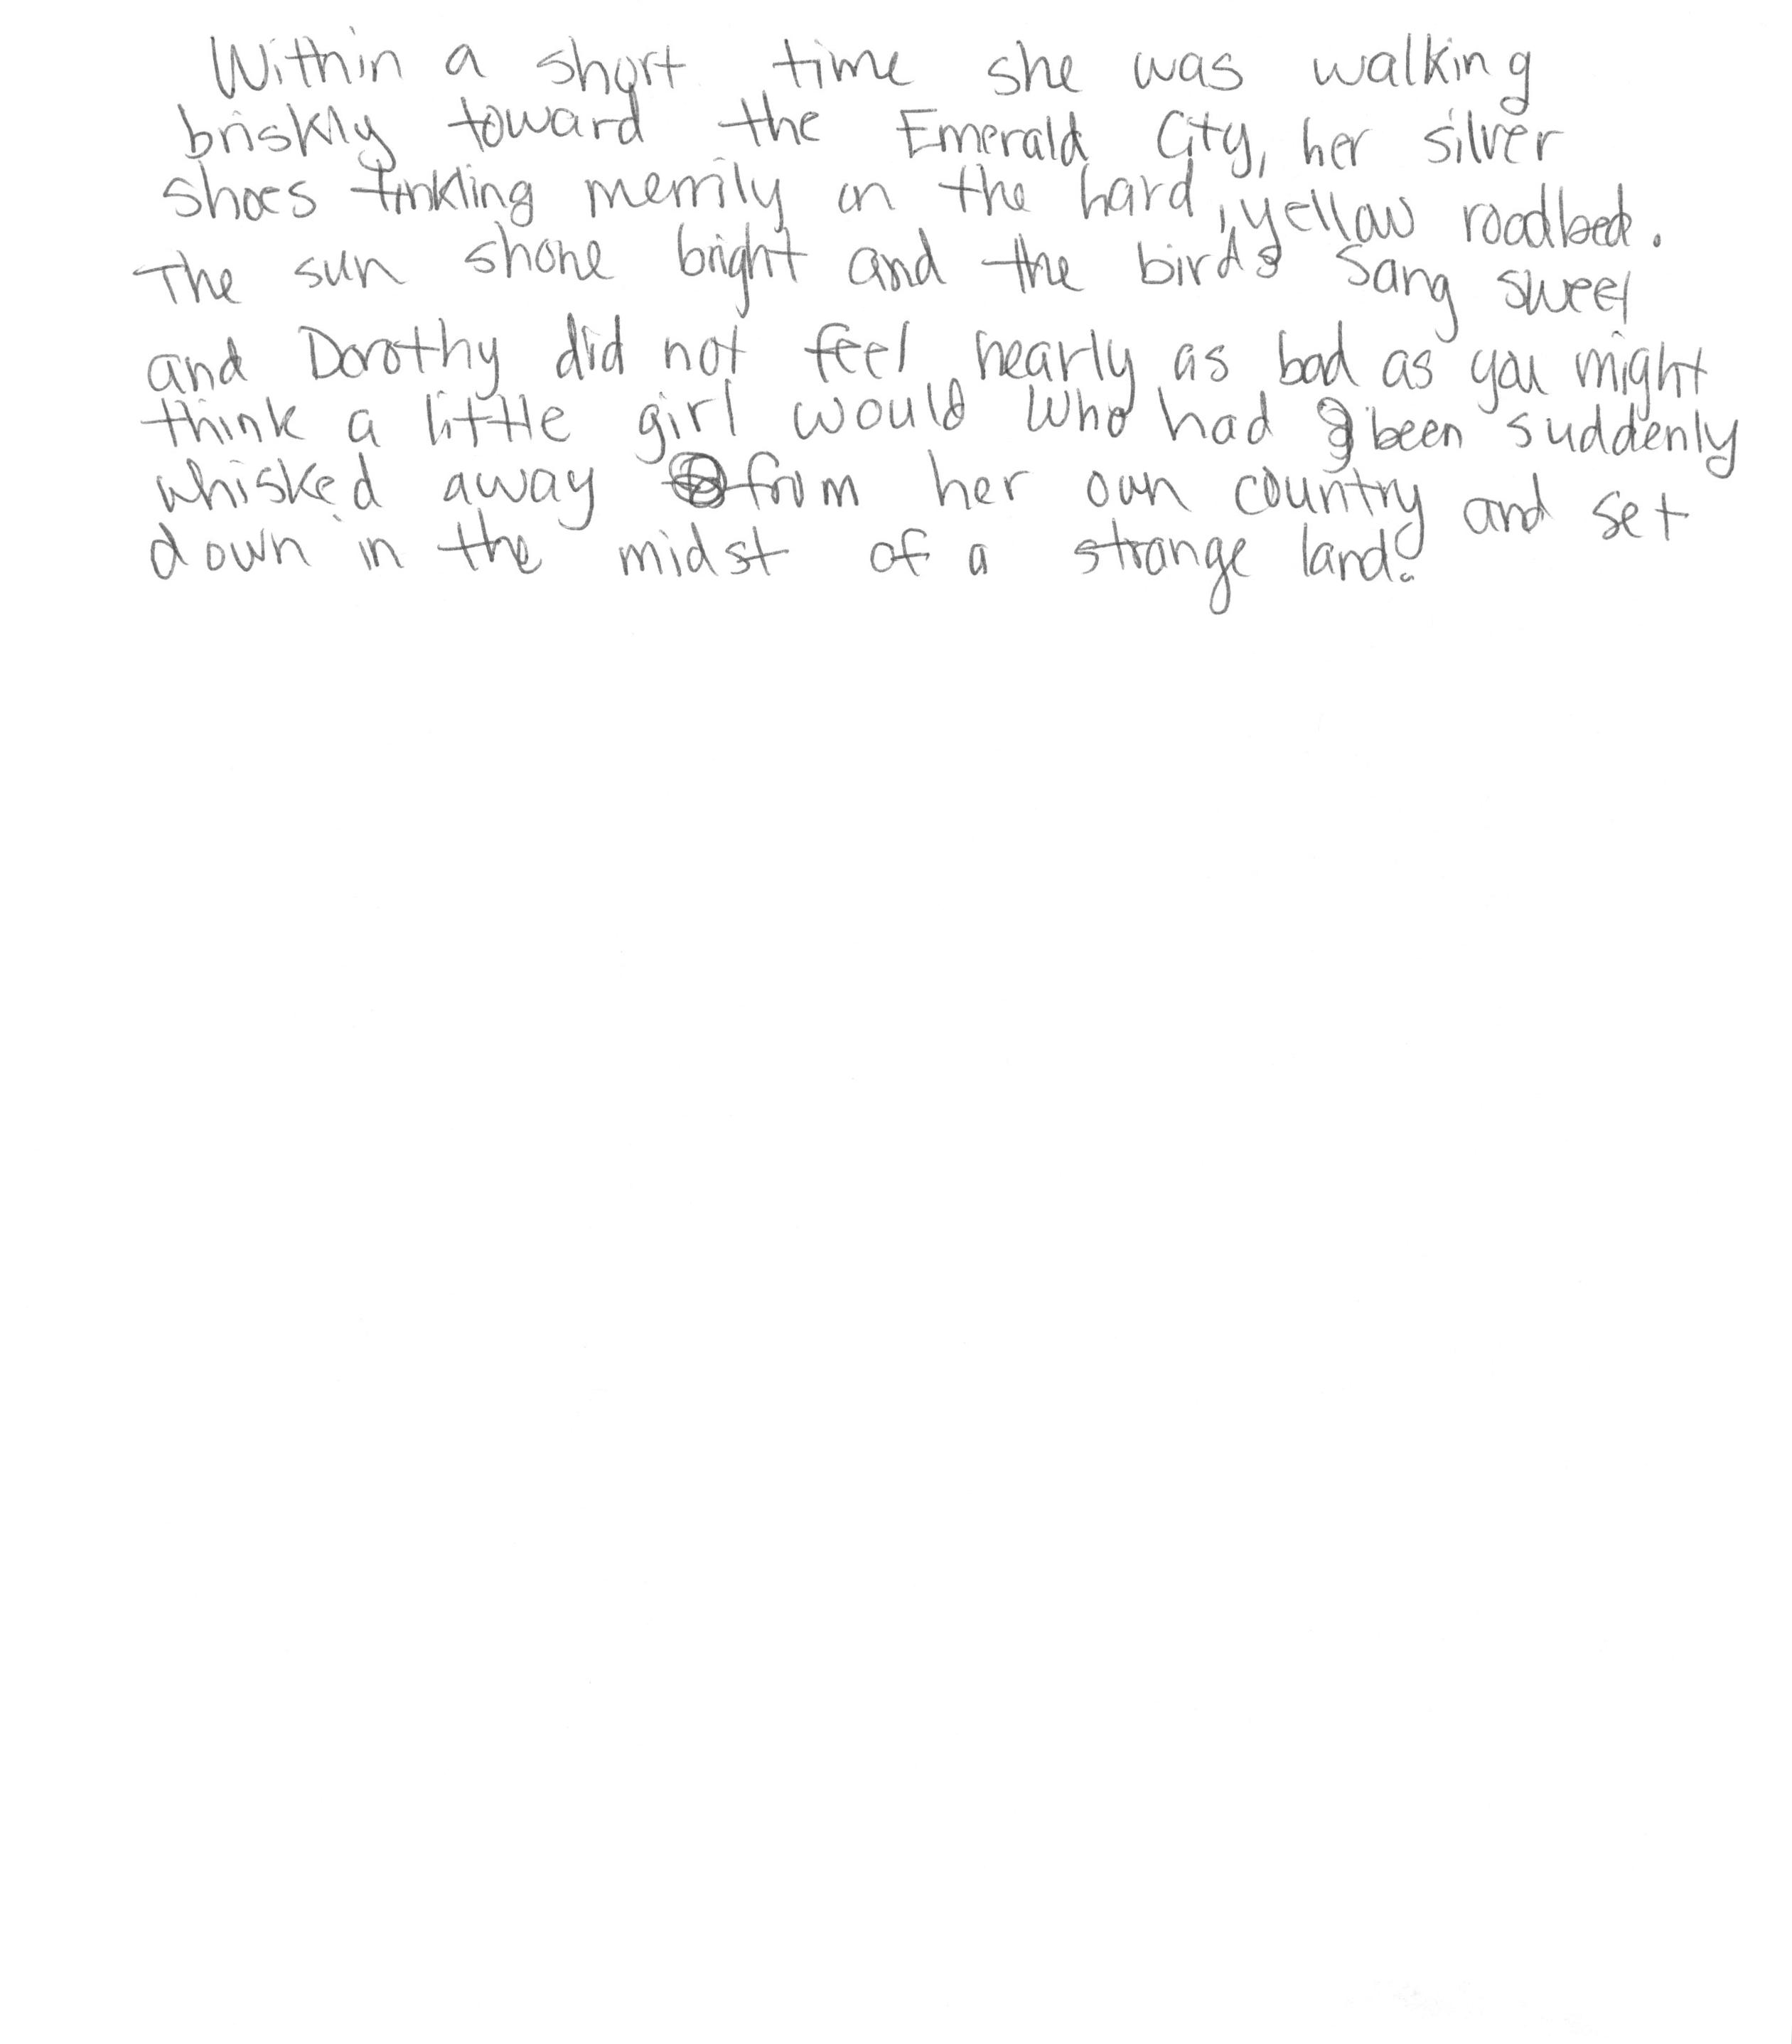 Within a short time she was walking
briskly toward the Emerald City, her silver
shoes tinkling merrily on the hard, yellow roadbed.
The sun shone bright and the birds sang sweet
and Dorothy did not feel nearly as bad as you might
think a little girl would who had been suddenly
whisked away from her own country and set
down in the midst of a strange land.